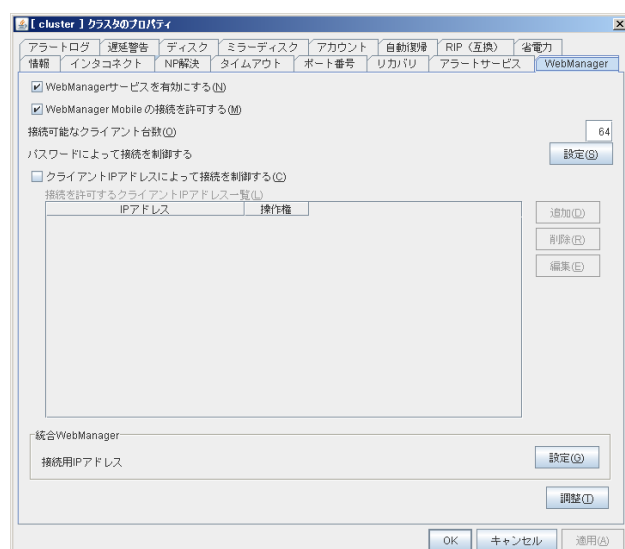 [ cluster ] クラスタのプロパティ
アラートログ 遅延警告 ディスク ミラーディスク アカウント 自動復帰 RIP（互換） 省電力
情報 インタコネクト NP解決 タイムアウト ポート番号 リカバリ アラートサービス WebManager
WebManagerサービスを有効にする(N)
WebManager Mobile の接続を許可する(M)
接続可能なクライアント台数(O) 64
パスワードによって接続を制御する 設定(S)
クライアントIPアドレスによって接続を制御する(C)
接続を許可するクライアントIPアドレス一覧(L)
IPアドレス 操作権
追加(D)
削除(R)
編集(E)
統合WebManager
接続用IPアドレス 設定(G)
調整(T)
OK キャンセル 適用(A)